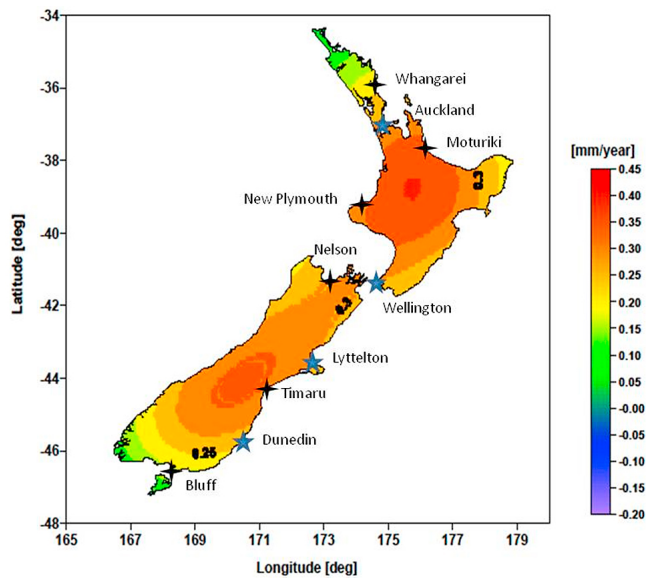 -34
-36
-38
-40
-42
-44
-46
-48
Latitude [deg]
Whangarei
Auckland
Moturiki
0.3
New Plymouth
Nelson
0.3
Wellington
Lyttelton
Timaru
Dunedin
0.25
Bluff
165
167
169
171
173
175
177
179
Longitude [deg]
[mm/year]
0.45
0.40
0.35
0.30
0.25
0.20
0.15
0.10
0.05
-0.00
-0.05
-0.10
-0.15
-0.20